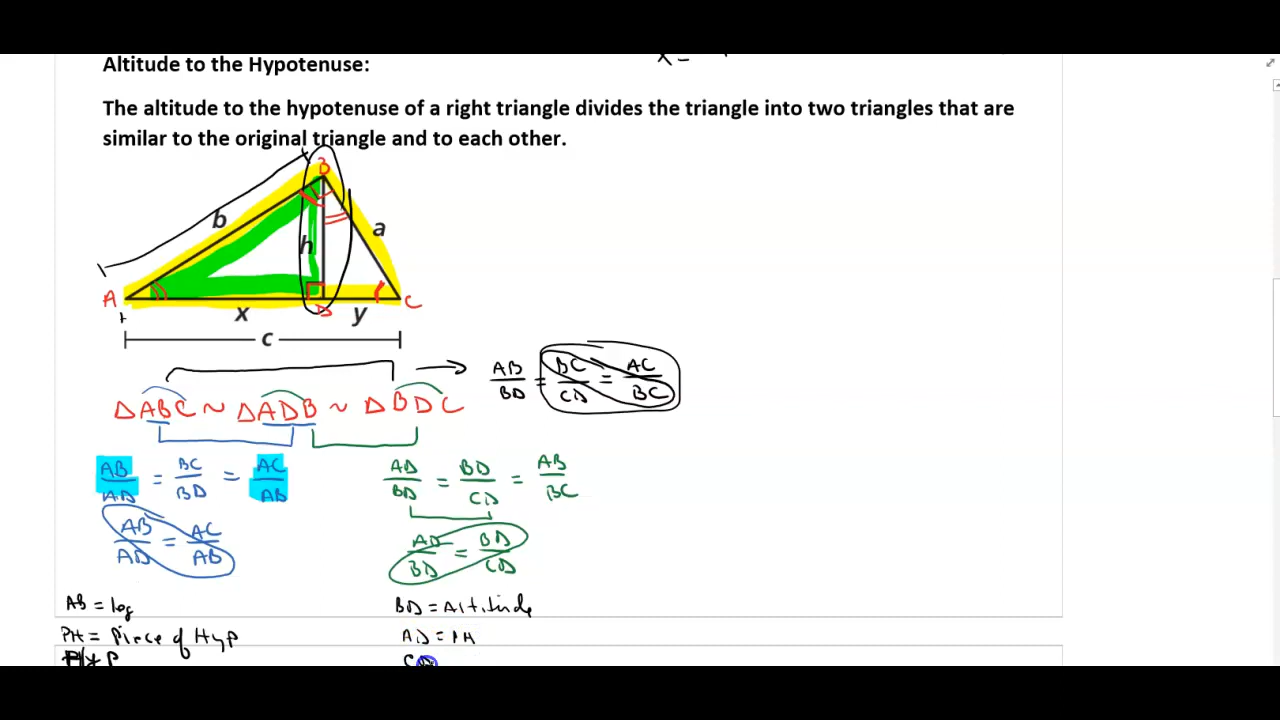 x =
Altitude to the Hypotenuse:
The altitude to the hypotenuse of a right triangle divides the triangle into two triangles that are
similar to the original triangle and to each other.
B
b
a
h
A
D
C
x
y
c
AB/BD = BC/CD = AC/BC
ΔABC ~ ΔADB ~ ΔBDC
AB/AD = BC/BD = AC/AB
AD/BD = BD/CD = AB/BC
AB/AD = AC/AB
AD/BD = BD/CD
AB = log
BD = Altitude
PH = Piece of Hyp
AD = PH